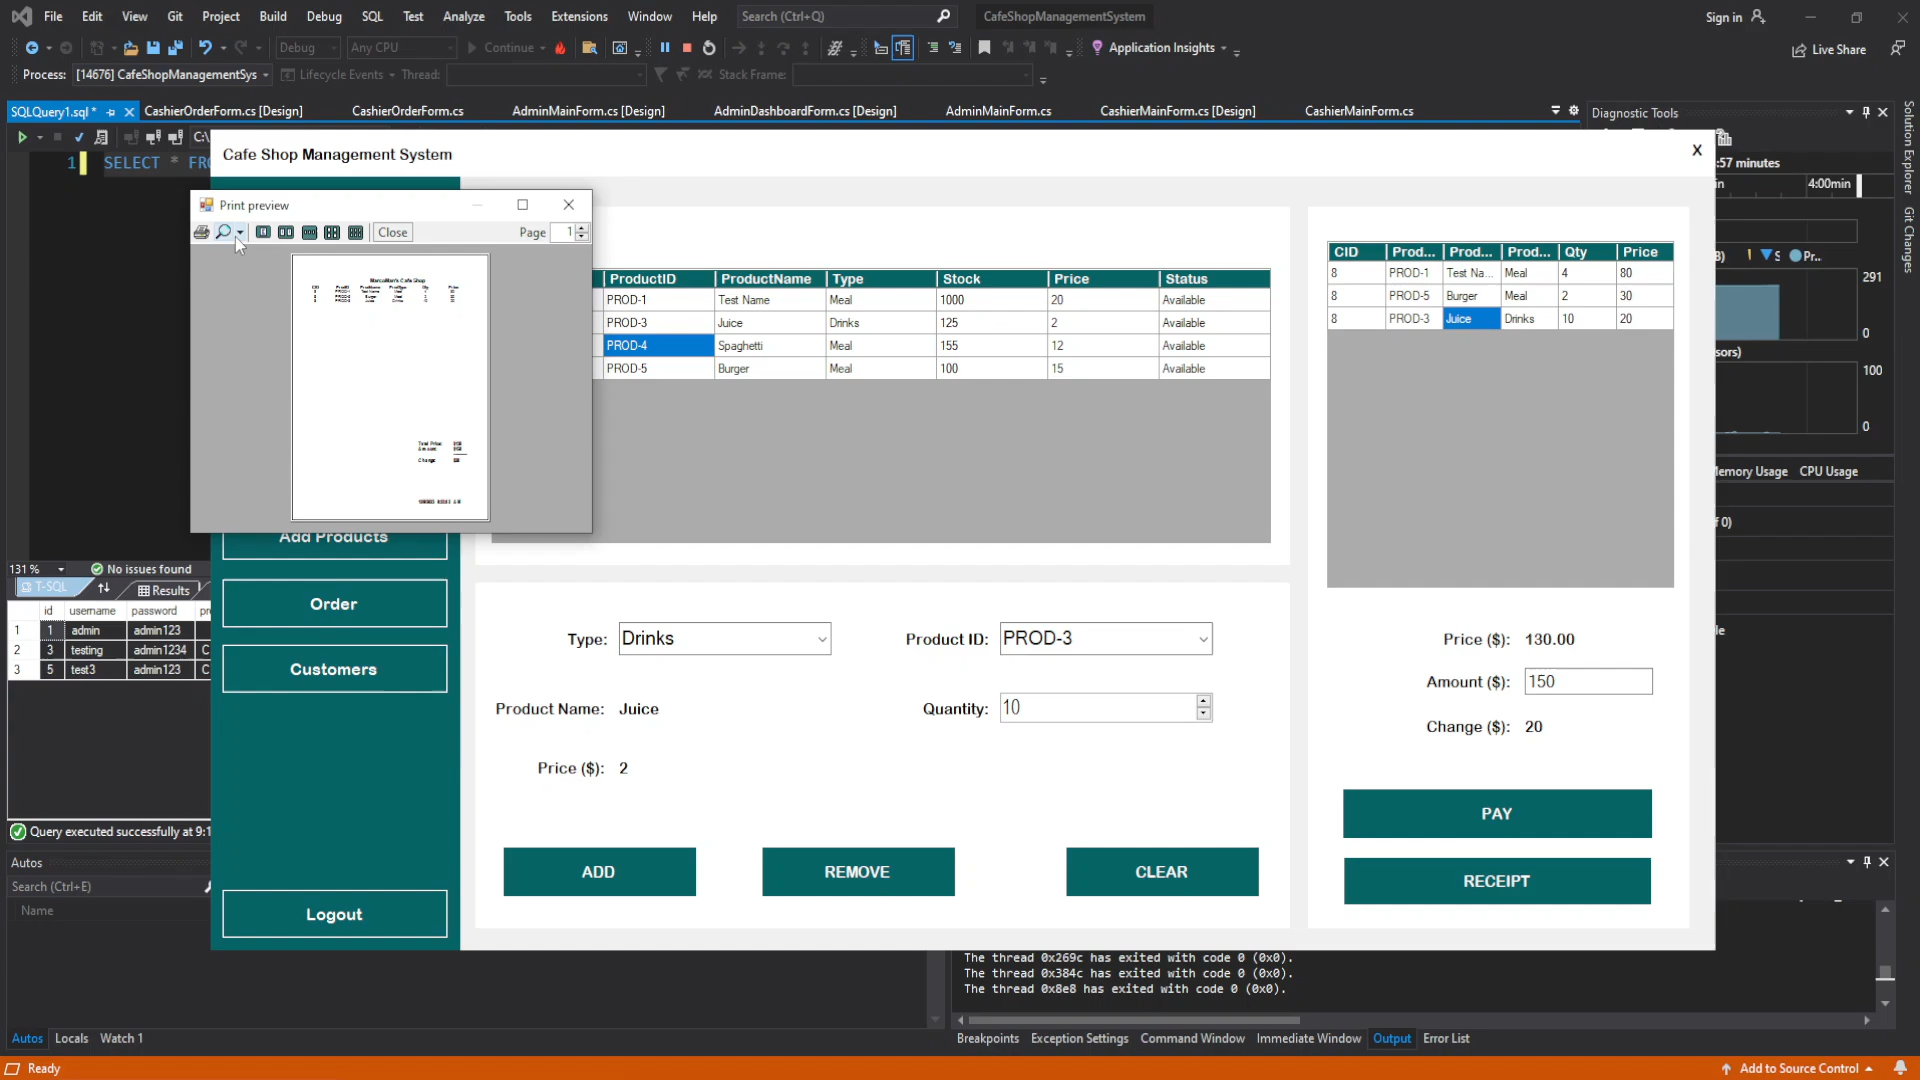 File Edit View Git Project Build Debug SQL Test Analyze Tools Extensions Window Help Search (Ctrl+Q) CafeShopManagementSystem Sign in
Debug Any CPU Continue Application Insights Live Share
Process: [14676] CafeShopManagementSys Lifecycle Events Thread: Stack Frame:
SQLQuery1.sql * CashierOrderForm.cs [Design] CashierOrderForm.cs AdminMainForm.cs [Design] AdminDashboardForm.cs [Design] AdminMainForm.cs CashierMainForm.cs [Design] CashierMainForm.cs
Diagnostic Tools
Solution Explorer
Git Changes
C:\
1 SELECT * FRO
Cafe Shop Management System X
:57 minutes
4:00min
Print preview
Close Page 1
MarcoMan's Cafe Shop
ProductID ProductName Type Stock Price Status
PROD-1 Test Name Meal 1000 20 Available
PROD-3 Juice Drinks 125 2 Available
PROD-4 Spaghetti Meal 155 12 Available
PROD-5 Burger Meal 100 15 Available
CID Prod... Prod... Prod... Qty Price
8 PROD-1 Test Na... Meal 4 80
8 PROD-5 Burger Meal 2 30
8 PROD-3 Juice Drinks 10 20
S Pr...
291
0
sors)
100
0
Memory Usage CPU Usage
f 0)
Add Products
Order
Customers
Logout
131 % No issues found
T-SQL Results
id username password pr
1 1 admin admin123
2 3 testing admin1234 C
3 5 test3 admin123 C
Query executed successfully at 9:1
Type: Drinks Product ID: PROD-3
Product Name: Juice Quantity: 10
Price ($): 2
ADD REMOVE CLEAR
Price ($): 130.00
Amount ($): 150
Change ($): 20
PAY
RECEIPT
Autos
Search (Ctrl+E)
Name
The thread 0x269c has exited with code 0 (0x0).
The thread 0x384c has exited with code 0 (0x0).
The thread 0x8e8 has exited with code 0 (0x0).
Autos Locals Watch 1
Breakpoints Exception Settings Command Window Immediate Window Output Error List
Ready Add to Source Control